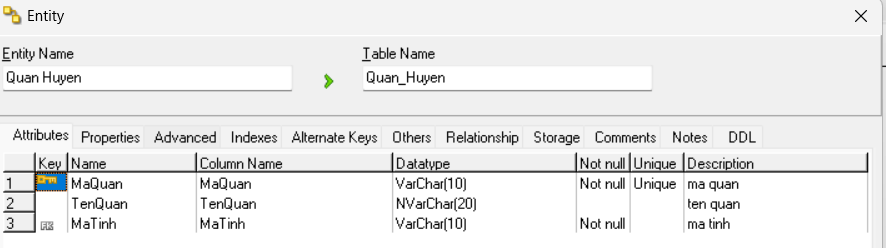 Entity
Entity Name Table Name
Quan Huyen Quan_Huyen
Attributes Properties Advanced Indexes Alternate Keys Others Relationship Storage Comments Notes DDL
Key Name Column Name Datatype Not null Unique Description
1 MaQuan MaQuan VarChar(10) Not null Unique ma quan
2 TenQuan TenQuan NVarChar(20) ten quan
3 MaTinh MaTinh VarChar(10) Not null ma tinh